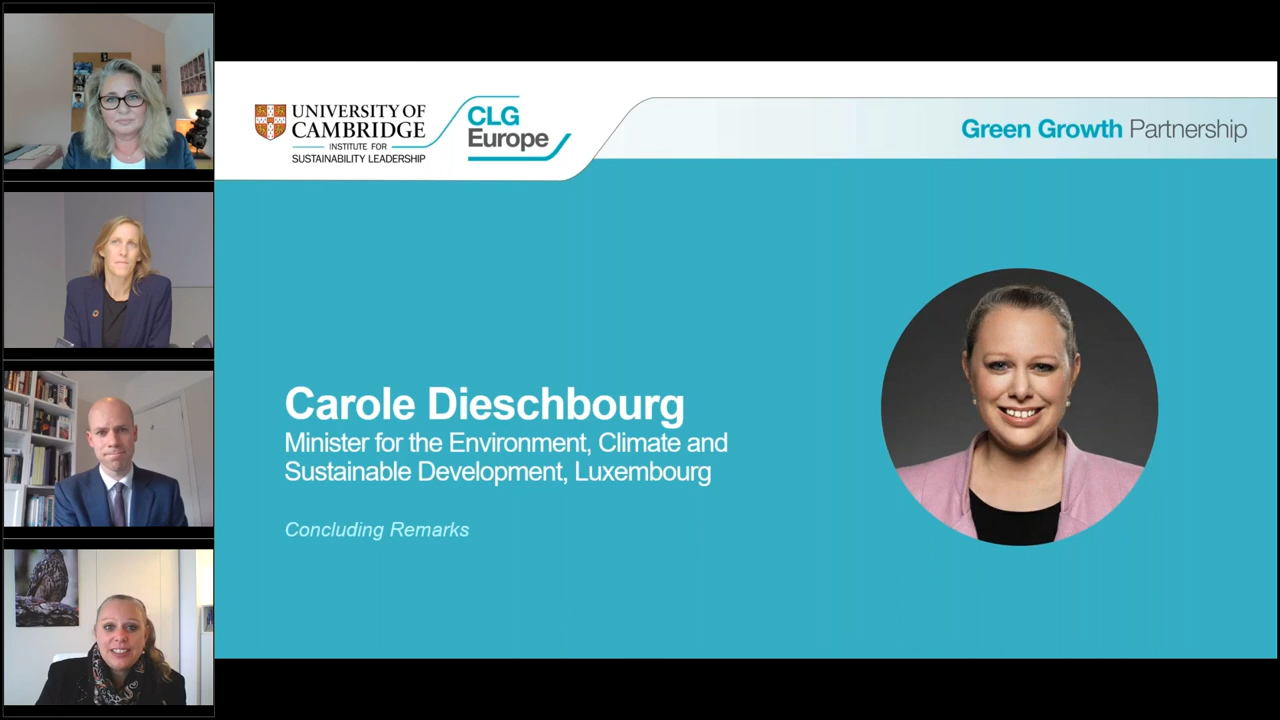 UNIVERSITY OF
CAMBRIDGE
INSTITUTE FOR
SUSTAINABILITY LEADERSHIP
CLG
Europe
Green Growth Partnership
Carole Dieschbourg
Minister for the Environment, Climate and
Sustainable Development, Luxembourg
Concluding Remarks